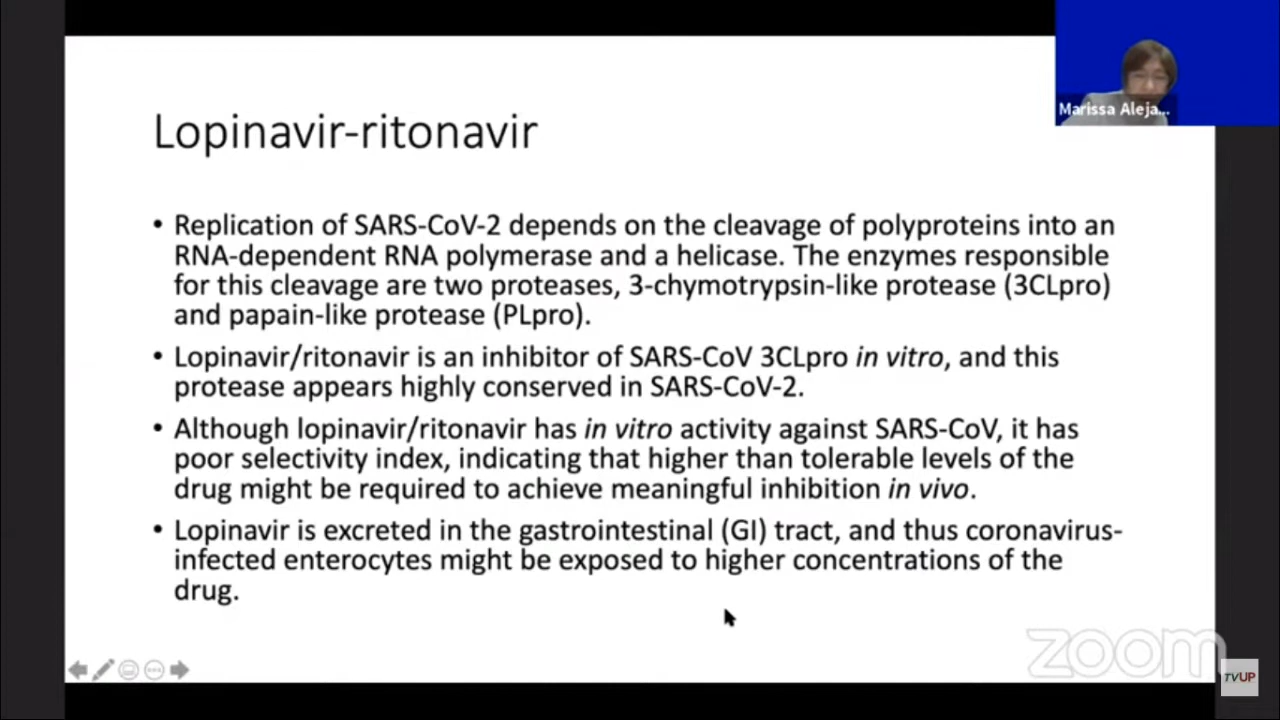 Marissa Aleja...
Lopinavir-ritonavir
• Replication of SARS-CoV-2 depends on the cleavage of polyproteins into an
RNA-dependent RNA polymerase and a helicase. The enzymes responsible
for this cleavage are two proteases, 3-chymotrypsin-like protease (3CLpro)
and papain-like protease (PLpro).
• Lopinavir/ritonavir is an inhibitor of SARS-CoV 3CLpro in vitro, and this
protease appears highly conserved in SARS-CoV-2.
• Although lopinavir/ritonavir has in vitro activity against SARS-CoV, it has
poor selectivity index, indicating that higher than tolerable levels of the
drug might be required to achieve meaningful inhibition in vivo.
• Lopinavir is excreted in the gastrointestinal (GI) tract, and thus coronavirus-
infected enterocytes might be exposed to higher concentrations of the
drug.
zoom
TVUP